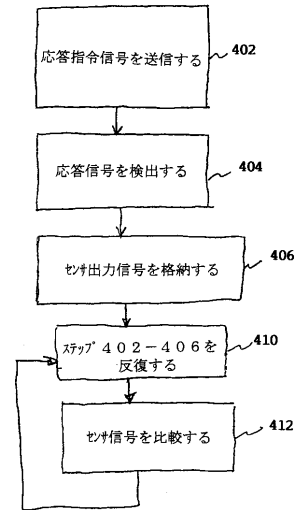 応答指令信号を送信する
402
応答信号を検出する
404
ｾﾝｻ出力信号を格納する
406
ｽﾃｯﾌﾟ402－406を
反復する
410
ｾﾝｻ信号を比較する
412